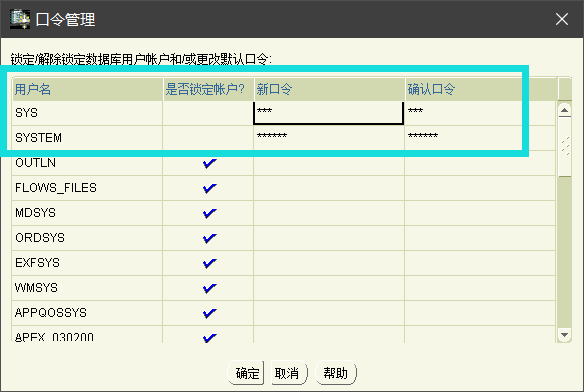 口令管理
锁定/解除锁定数据库用户帐户和/或更改默认口令:
用户名 是否锁定帐户? 新口令 确认口令
SYS *** ***
SYSTEM ****** ******
OUTLN
FLOWS_FILES
MDSYS
ORDSYS
EXFSYS
WMSYS
APPQOSSYS
APEX_030200
确定 取消 帮助